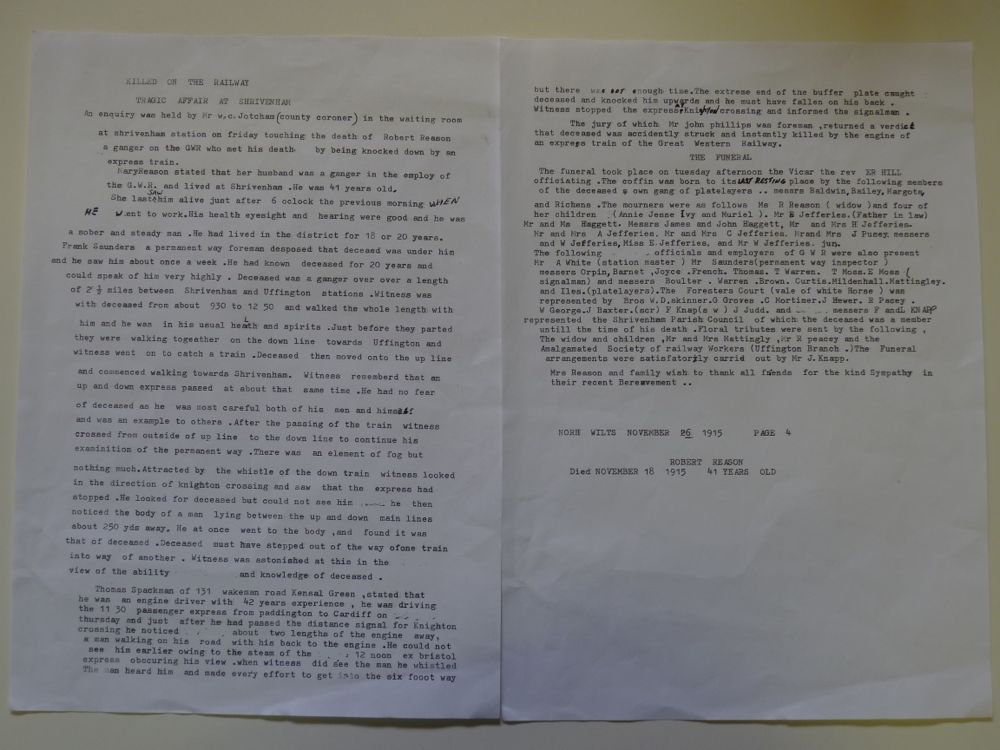 KILLED ON THE RAILWAY
TRAGIC AFFAIR AT SHRIVENHAM
An enquiry was held by Mr w.c.Jotcham(county coroner) in the waiting room
at shrivenham station on friday touching the death of Robert Reason
a ganger on the GWR who met his death by being knocked down by an
express train.
MaryReason stated that her husband was a ganger in the employ of
the G.W.R. and lived at Shrivenham .He was 41 years old.
She last SAW him alive just after 6 oclock the previous morning WHEN
HE went to work.His health eyesight and hearing were good and he was
a sober and steady man .He had lived in the district for 18 or 20 years.
Frank Saunders a permanent way foreman desposed that deceased was under him
and he saw him about once a week .He had known deceased for 20 years and
could speak of him very highly . Deceased was a ganger over over a length
of 2 ½ miles between Shrivenham and Uffington stations .Witness was
with deceased from about 930 to 12 50 and walked the whole length with
him and he was in his usual health and spirits .Just before they parted
they were walking togeather on the down line towards Uffington and
witness went on to catch a train .Deceased then moved onto the up line
and commenced walking towards Shrivenham. Witness rememberd that an
up and down express passed at about that same time .He had no fear
of deceased as he was most careful both of his men and himself
and was an example to others .After the passing of the train witness
crossed from outside of up line to the down line to continue his
examinition of the permanent way .There was an element of fog but
nothing much.Attracted by the whistle of the down train witness looked
in the direction of knighton crossing and saw that the express had
stopped .He looked for deceased but could not see him he then
noticed the body of a man lying between the up and down main lines
about 250 yds away. He at once went to the body ,and found it was
that of deceased .Deceased must have stepped out of the way ofone train
into way of another . Witness was astonished at this in the
view of the ability and knowledge of deceased .
Thomas Spackman of 131 wakeman road Kensal Green ,stated that
he was an engine driver with 42 years experience , he was driving
the 11 30 passenger express from paddington to Cardiff on
thursday and just after he had passed the distance signal for Knighton
crossing he noticed about two lengths of the engine away,
a man walking on his road with his back to the engine .He could not
see him earlier owing to the steam of the 12 noon ex bristol
express obscuring his view .when witness did see the man he whistled
The man heard him and made every effort to get into the six fooot way
but there was not enough time.The extreme end of the buffer plate caught
deceased and knocked him upwards and he must have fallen on his back .
Witness stopped the express AT Knighton crossing and informed the signalman .
The jury of which Mr john phillips was foreman ,returned a verdict
that deceased was accidently struck and instantly killed by the engine of
an express train of the Great Western Railway.
THE FUNERAL
The funeral took place on tuesday afternoon the Vicar the rev ER HILL
officiating .The coffin was born to its LAST RESTING place by the following members
of the deceased s own gang of platelayers .. messers Baldwin,Bailey,Hargots,
and Richens .The mourners were as follows Ms R Reason ( widow )and four of
her children (Annie Jesse Ivy and Muriel ). Mr E Jefferies.(Father in law)
Mr and Ms Haggett. Messers James and John Haggett, Mr and Mrs H Jefferies.
Mr and Mrs A Jefferies. Mr and Mrs C Jefferies. Mrand Mrs J Pusey. messers
and W Jefferies,Miss E.Jefferies, and Mr W Jefferies. jun.
The following officials and employers of G W R were also present
Mr A White (station master ) Mr Saunders(permanent way inspector )
messers Orpin,Barnet ,Joyce .French. Thomas. T Warren. T Moss.E Moss (
signalman) and messers Boulter . Warren .Brown. Curtis.Mildenhall.Mattingley.
and Iles.(platelayers).The Foresters Court (vale of white Horse ) was
represented by Bros W.D.skinner.G Groves .C Mortimer.J Hewer. R Pacey .
W George.J Baxter.(scr) F Knap(s w ) J Judd. and messers F andL KNAPP
represented the Shrivenham Parish Council of which the deceased was a member
untill the time of his death .Floral tributes were sent by the following ,
The widow and children ,Mr and Mrs Mattingly ,Mr R peacey and the
Amalgamated Society of railway Workers (Uffington Branch .)The Funeral
arrangements were satisfatorily carrid out by Mr J.Knapp.
Mrs Reason and family wish to thank all friends for the kind Sympathy in
their recent Bereavement ..
NORH WILTS NOVEMBER 26 1915 PAGE 4
ROBERT REASON
Died NOVEMBER 18 1915 41 YEARS OLD